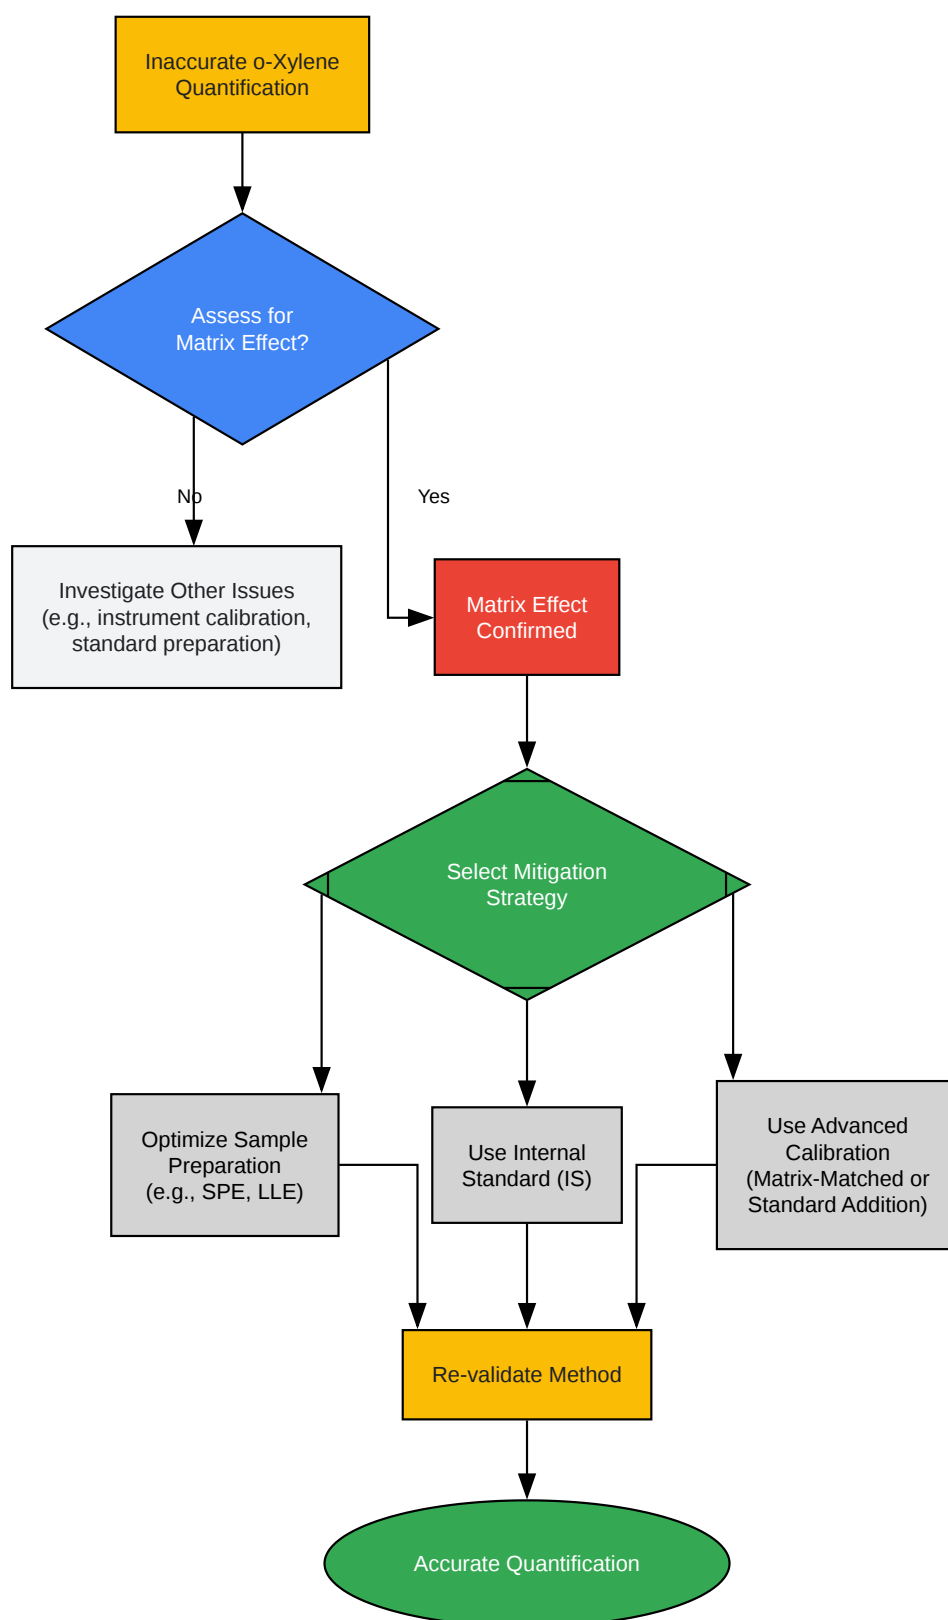 Inaccurate o-Xylene
Quantification
Assess for
Matrix Effect?
No
Yes
Investigate Other Issues
(e.g., instrument calibration,
standard preparation)
Matrix Effect
Confirmed
Select Mitigation
Strategy
Optimize Sample
Preparation
(e.g., SPE, LLE)
Use Internal
Standard (IS)
Use Advanced
Calibration
(Matrix-Matched or
Standard Addition)
Re-validate Method
Accurate Quantification